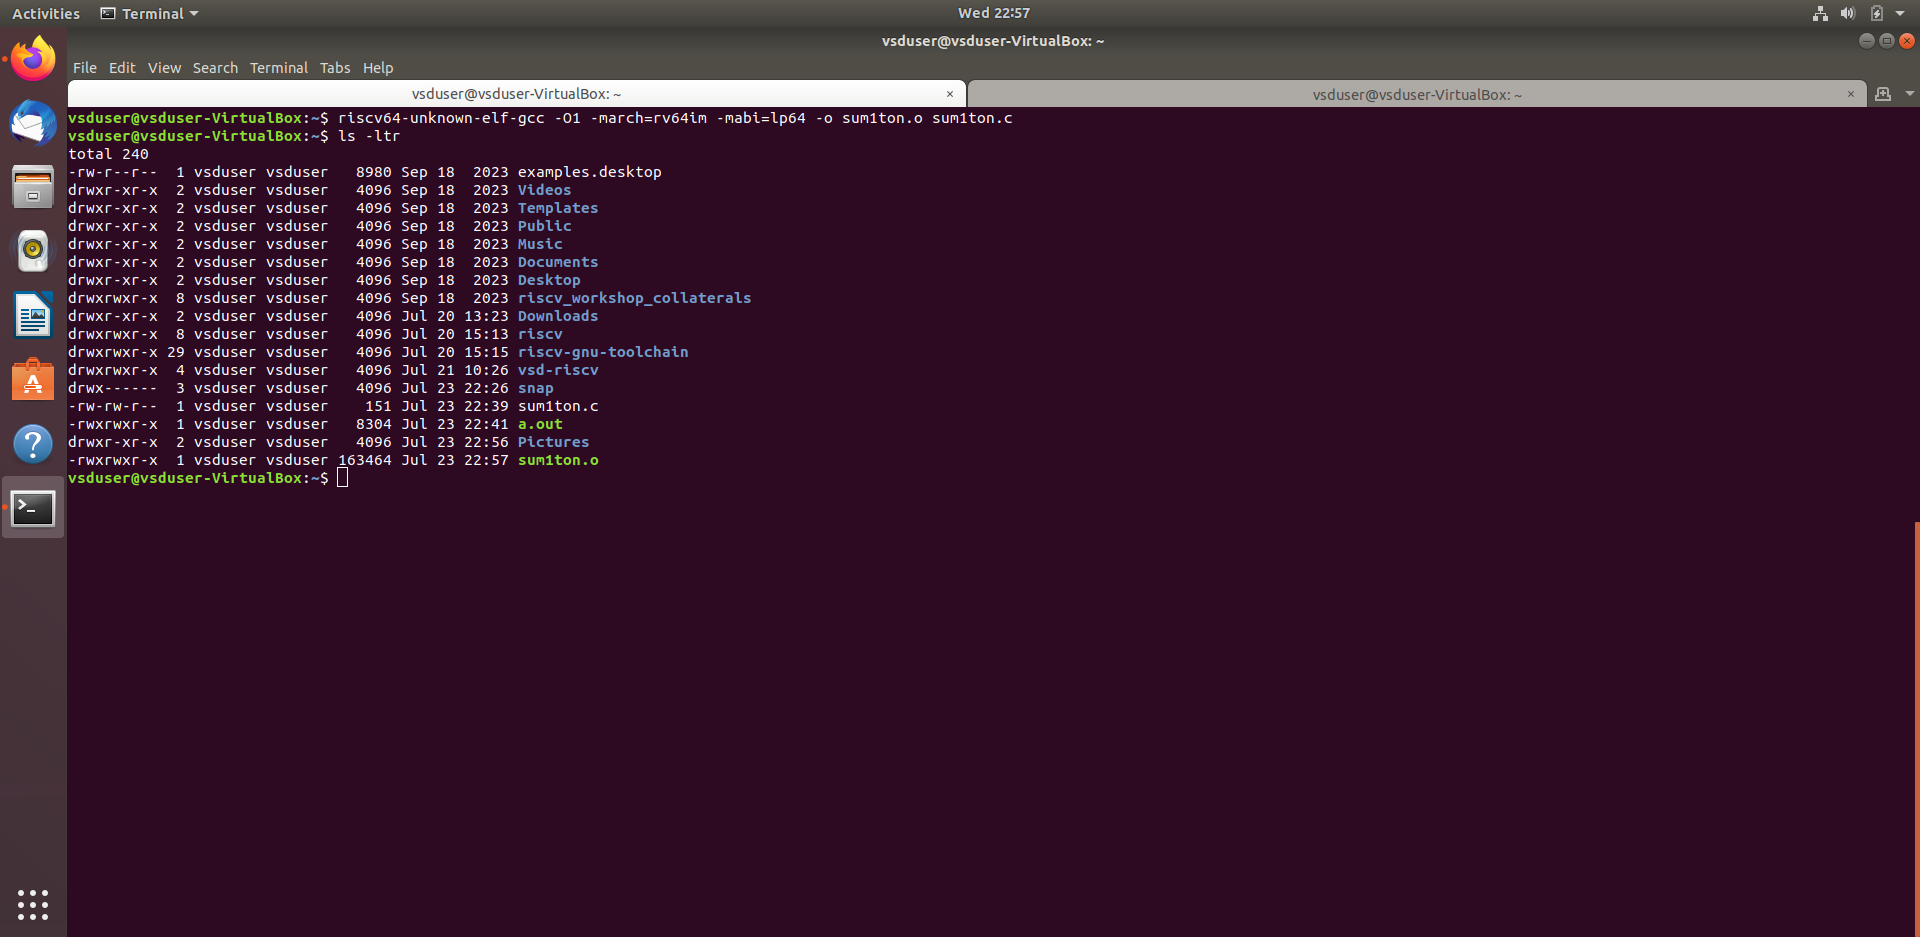 Activities Terminal Wed 22:57
vsduser@vsduser-VirtualBox: ~
File Edit View Search Terminal Tabs Help
vsduser@vsduser-VirtualBox: ~ × vsduser@vsduser-VirtualBox: ~ ×
vsduser@vsduser-VirtualBox:~$ riscv64-unknown-elf-gcc -O1 -march=rv64im -mabi=lp64 -o sum1ton.o sum1ton.c
vsduser@vsduser-VirtualBox:~$ ls -ltr
total 240
-rw-r--r--  1 vsduser vsduser   8980 Sep 18  2023 examples.desktop
drwxr-xr-x  2 vsduser vsduser   4096 Sep 18  2023 Videos
drwxr-xr-x  2 vsduser vsduser   4096 Sep 18  2023 Templates
drwxr-xr-x  2 vsduser vsduser   4096 Sep 18  2023 Public
drwxr-xr-x  2 vsduser vsduser   4096 Sep 18  2023 Music
drwxr-xr-x  2 vsduser vsduser   4096 Sep 18  2023 Documents
drwxr-xr-x  2 vsduser vsduser   4096 Sep 18  2023 Desktop
drwxrwxr-x  8 vsduser vsduser   4096 Sep 18  2023 riscv_workshop_collaterals
drwxr-xr-x  2 vsduser vsduser   4096 Jul 20 13:23 Downloads
drwxrwxr-x  8 vsduser vsduser   4096 Jul 20 15:13 riscv
drwxrwxr-x 29 vsduser vsduser   4096 Jul 20 15:15 riscv-gnu-toolchain
drwxrwxr-x  4 vsduser vsduser   4096 Jul 21 10:26 vsd-riscv
drwx------  3 vsduser vsduser   4096 Jul 23 22:26 snap
-rw-rw-r--  1 vsduser vsduser    151 Jul 23 22:39 sum1ton.c
-rwxrwxr-x  1 vsduser vsduser   8304 Jul 23 22:41 a.out
drwxr-xr-x  2 vsduser vsduser   4096 Jul 23 22:56 Pictures
-rwxrwxr-x  1 vsduser vsduser 163464 Jul 23 22:57 sum1ton.o
vsduser@vsduser-VirtualBox:~$